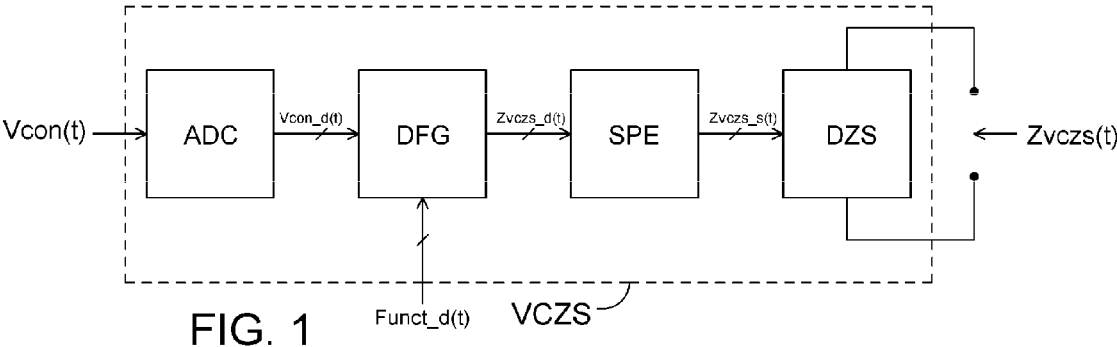 Vcon(t)
ADC
Vcon_d(t)
DFG
Zvczs_d(t)
SPE
Zvczs_s(t)
DZS
Zvczs(t)
Funct_d(t)
VCZS
FIG. 1